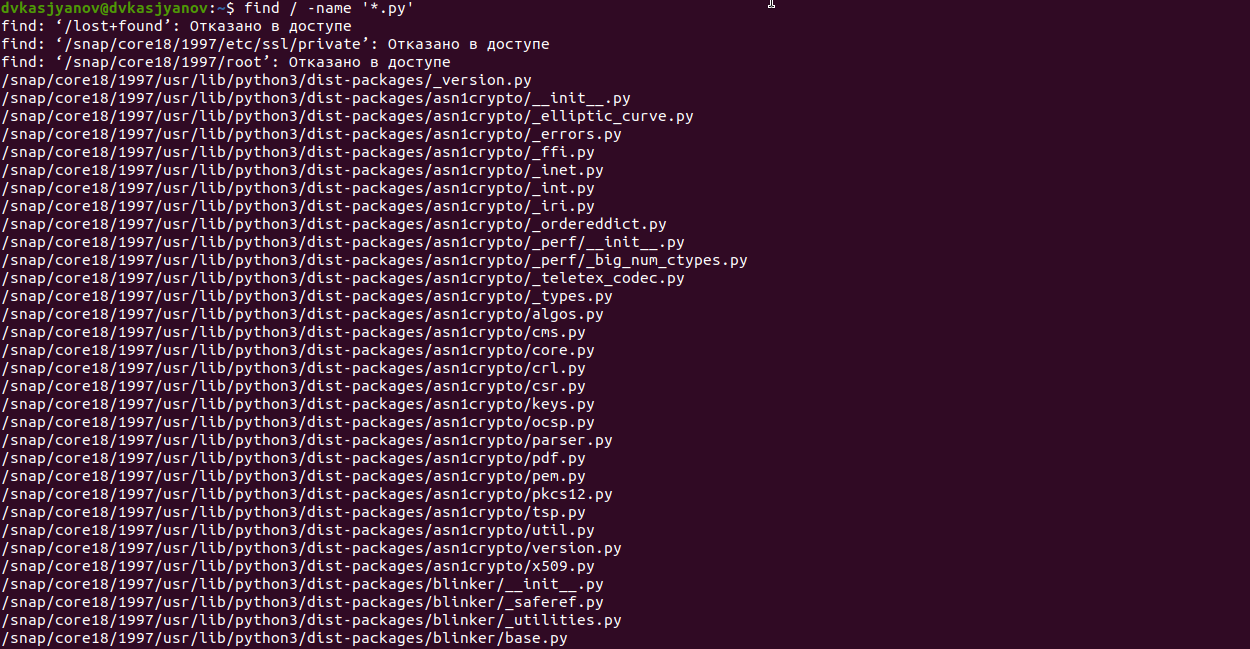 dvkasjyanov@dvkasjyanov:~$ find / -name '*.py'
find: ‘/lost+found’: Отказано в доступе
find: ‘/snap/core18/1997/etc/ssl/private’: Отказано в доступе
find: ‘/snap/core18/1997/root’: Отказано в доступе
/snap/core18/1997/usr/lib/python3/dist-packages/_version.py
/snap/core18/1997/usr/lib/python3/dist-packages/asn1crypto/__init__.py
/snap/core18/1997/usr/lib/python3/dist-packages/asn1crypto/_elliptic_curve.py
/snap/core18/1997/usr/lib/python3/dist-packages/asn1crypto/_errors.py
/snap/core18/1997/usr/lib/python3/dist-packages/asn1crypto/_ffi.py
/snap/core18/1997/usr/lib/python3/dist-packages/asn1crypto/_inet.py
/snap/core18/1997/usr/lib/python3/dist-packages/asn1crypto/_int.py
/snap/core18/1997/usr/lib/python3/dist-packages/asn1crypto/_iri.py
/snap/core18/1997/usr/lib/python3/dist-packages/asn1crypto/_ordereddict.py
/snap/core18/1997/usr/lib/python3/dist-packages/asn1crypto/_perf/__init__.py
/snap/core18/1997/usr/lib/python3/dist-packages/asn1crypto/_perf/_big_num_ctypes.py
/snap/core18/1997/usr/lib/python3/dist-packages/asn1crypto/_teletex_codec.py
/snap/core18/1997/usr/lib/python3/dist-packages/asn1crypto/_types.py
/snap/core18/1997/usr/lib/python3/dist-packages/asn1crypto/algos.py
/snap/core18/1997/usr/lib/python3/dist-packages/asn1crypto/cms.py
/snap/core18/1997/usr/lib/python3/dist-packages/asn1crypto/core.py
/snap/core18/1997/usr/lib/python3/dist-packages/asn1crypto/crl.py
/snap/core18/1997/usr/lib/python3/dist-packages/asn1crypto/csr.py
/snap/core18/1997/usr/lib/python3/dist-packages/asn1crypto/keys.py
/snap/core18/1997/usr/lib/python3/dist-packages/asn1crypto/ocsp.py
/snap/core18/1997/usr/lib/python3/dist-packages/asn1crypto/parser.py
/snap/core18/1997/usr/lib/python3/dist-packages/asn1crypto/pdf.py
/snap/core18/1997/usr/lib/python3/dist-packages/asn1crypto/pem.py
/snap/core18/1997/usr/lib/python3/dist-packages/asn1crypto/pkcs12.py
/snap/core18/1997/usr/lib/python3/dist-packages/asn1crypto/tsp.py
/snap/core18/1997/usr/lib/python3/dist-packages/asn1crypto/util.py
/snap/core18/1997/usr/lib/python3/dist-packages/asn1crypto/version.py
/snap/core18/1997/usr/lib/python3/dist-packages/asn1crypto/x509.py
/snap/core18/1997/usr/lib/python3/dist-packages/blinker/__init__.py
/snap/core18/1997/usr/lib/python3/dist-packages/blinker/_saferef.py
/snap/core18/1997/usr/lib/python3/dist-packages/blinker/_utilities.py
/snap/core18/1997/usr/lib/python3/dist-packages/blinker/base.py